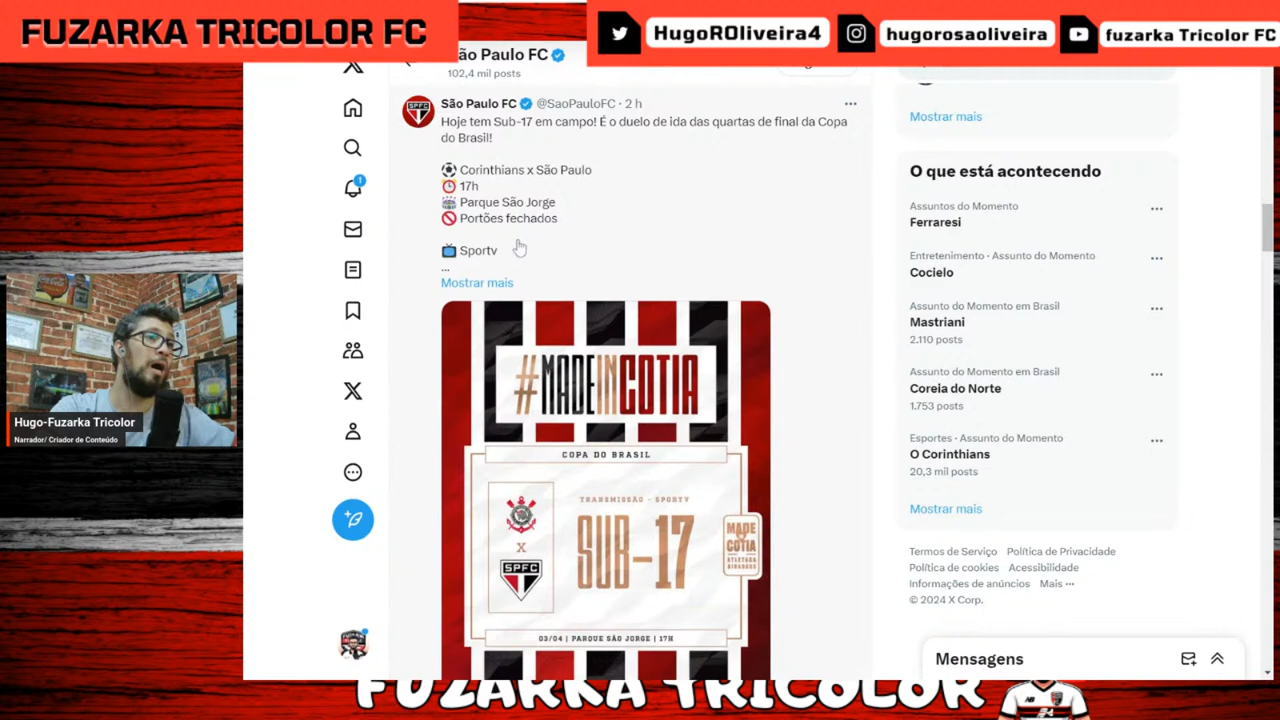 FUZARKA TRICOLOR FC
HugoROliveira4
hugorosaoliveira
fuzarka Tricolor FC
ão Paulo FC
102,4 mil posts
São Paulo FC @SaoPauloFC · 2 h
Hoje tem Sub-17 em campo! É o duelo de ida das quartas de final da Copa
do Brasil!
Corinthians x São Paulo
17h
Parque São Jorge
Portões fechados
Sportv
...
Mostrar mais
#MADEINCOTIA
COPA DO BRASIL
TRANSMISSÃO - SPORTV
X
SPFC
SUB-17
MADE
COTIA
03/04 | PARQUE SÃO JORGE | 17H
Mostrar mais
O que está acontecendo
Assuntos do Momento
Ferraresi
Entretenimento · Assunto do Momento
Cocielo
Assunto do Momento em Brasil
Mastriani
2.110 posts
Assunto do Momento em Brasil
Coreia do Norte
1.753 posts
Esportes · Assunto do Momento
O Corinthians
20,3 mil posts
Mostrar mais
Termos de Serviço Política de Privacidade
Política de cookies Acessibilidade
Informações de anúncios Mais ···
© 2024 X Corp.
Mensagens
Hugo-Fuzarka Tricolor
Narrador/ Criador de Conteúdo
FUZARKA TRICOLOR